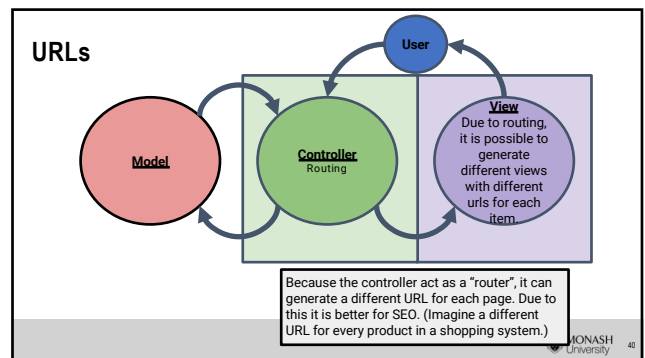 URLs
User
Model
Controller
Routing
View
Due to routing,
it is possible to
generate
different views
with different
urls for each
item
Because the controller act as a “router”, it can
generate a different URL for each page. Due to
this it is better for SEO. (Imagine a different
URL for every product in a shopping system.)
MONASH
University
40